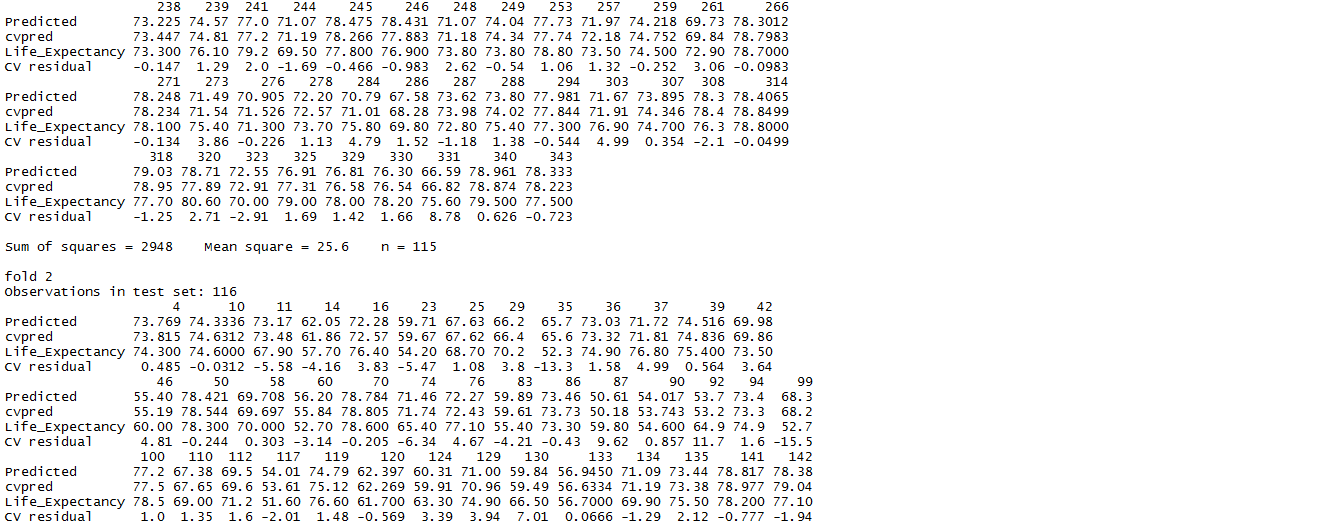 238 239 241 244 245 246 248 249 253 257 259 261 266
Predicted 73.225 74.57 77.0 71.07 78.475 78.431 71.07 74.04 77.73 71.97 74.218 69.73 78.3012
cvpred 73.447 74.81 77.2 71.19 78.266 77.883 71.18 74.34 77.74 72.18 74.752 69.84 78.7983
Life_Expectancy 73.300 76.10 79.2 69.50 77.800 76.900 73.80 73.80 78.80 73.50 74.500 72.90 78.7000
CV residual -0.147 1.29 2.0 -1.69 -0.466 -0.983 2.62 -0.54 1.06 1.32 -0.252 3.06 -0.0983
271 273 276 278 284 286 287 288 294 303 307 308 314
Predicted 78.248 71.49 70.905 72.20 70.79 67.58 73.62 73.80 77.981 71.67 73.895 78.3 78.4065
cvpred 78.234 71.54 71.526 72.57 71.01 68.28 73.98 74.02 77.844 71.91 74.346 78.4 78.8499
Life_Expectancy 78.100 75.40 71.300 73.70 75.80 69.80 72.80 75.40 77.300 76.90 74.700 76.3 78.8000
CV residual -0.134 3.86 -0.226 1.13 4.79 1.52 -1.18 1.38 -0.544 4.99 0.354 -2.1 -0.0499
318 320 323 325 329 330 331 340 343
Predicted 79.03 78.71 72.55 76.91 76.81 76.30 66.59 78.961 78.333
cvpred 78.95 77.89 72.91 77.31 76.58 76.54 66.82 78.874 78.223
Life_Expectancy 77.70 80.60 70.00 79.00 78.00 78.20 75.60 79.500 77.500
CV residual -1.25 2.71 -2.91 1.69 1.42 1.66 8.78 0.626 -0.723
Sum of squares = 2948 Mean square = 25.6 n = 115
fold 2
Observations in test set: 116
4 10 11 14 16 23 25 29 35 36 37 39 42
Predicted 73.769 74.3336 73.17 62.05 72.28 59.71 67.63 66.2 65.7 73.03 71.72 74.516 69.98
cvpred 73.815 74.6312 73.48 61.86 72.57 59.67 67.62 66.4 65.6 73.32 71.81 74.836 69.86
Life_Expectancy 74.300 74.6000 67.90 57.70 76.40 54.20 68.70 70.2 52.3 74.90 76.80 75.400 73.50
CV residual 0.485 -0.0312 -5.58 -4.16 3.83 -5.47 1.08 3.8 -13.3 1.58 4.99 0.564 3.64
46 50 58 60 70 74 76 83 86 87 90 92 94 99
Predicted 55.40 78.421 69.708 56.20 78.784 71.46 72.27 59.89 73.46 50.61 54.017 53.7 73.4 68.3
cvpred 55.19 78.544 69.697 55.84 78.805 71.74 72.43 59.61 73.73 50.18 53.743 53.2 73.3 68.2
Life_Expectancy 60.00 78.300 70.000 52.70 78.600 65.40 77.10 55.40 73.30 59.80 54.600 64.9 74.9 52.7
CV residual 4.81 -0.244 0.303 -3.14 -0.205 -6.34 4.67 -4.21 -0.43 9.62 0.857 11.7 1.6 -15.5
100 110 112 117 119 120 124 129 130 133 134 135 141 142
Predicted 77.2 67.38 69.5 54.01 74.79 62.397 60.31 71.00 59.84 56.9450 71.09 73.44 78.817 78.38
cvpred 77.5 67.65 69.6 53.61 75.12 62.269 59.91 70.96 59.49 56.6334 71.19 73.38 78.977 79.04
Life_Expectancy 78.5 69.00 71.2 51.60 76.60 61.700 63.30 74.90 66.50 56.7000 69.90 75.50 78.200 77.10
CV residual 1.0 1.35 1.6 -2.01 1.48 -0.569 3.39 3.94 7.01 0.0666 -1.29 2.12 -0.777 -1.94